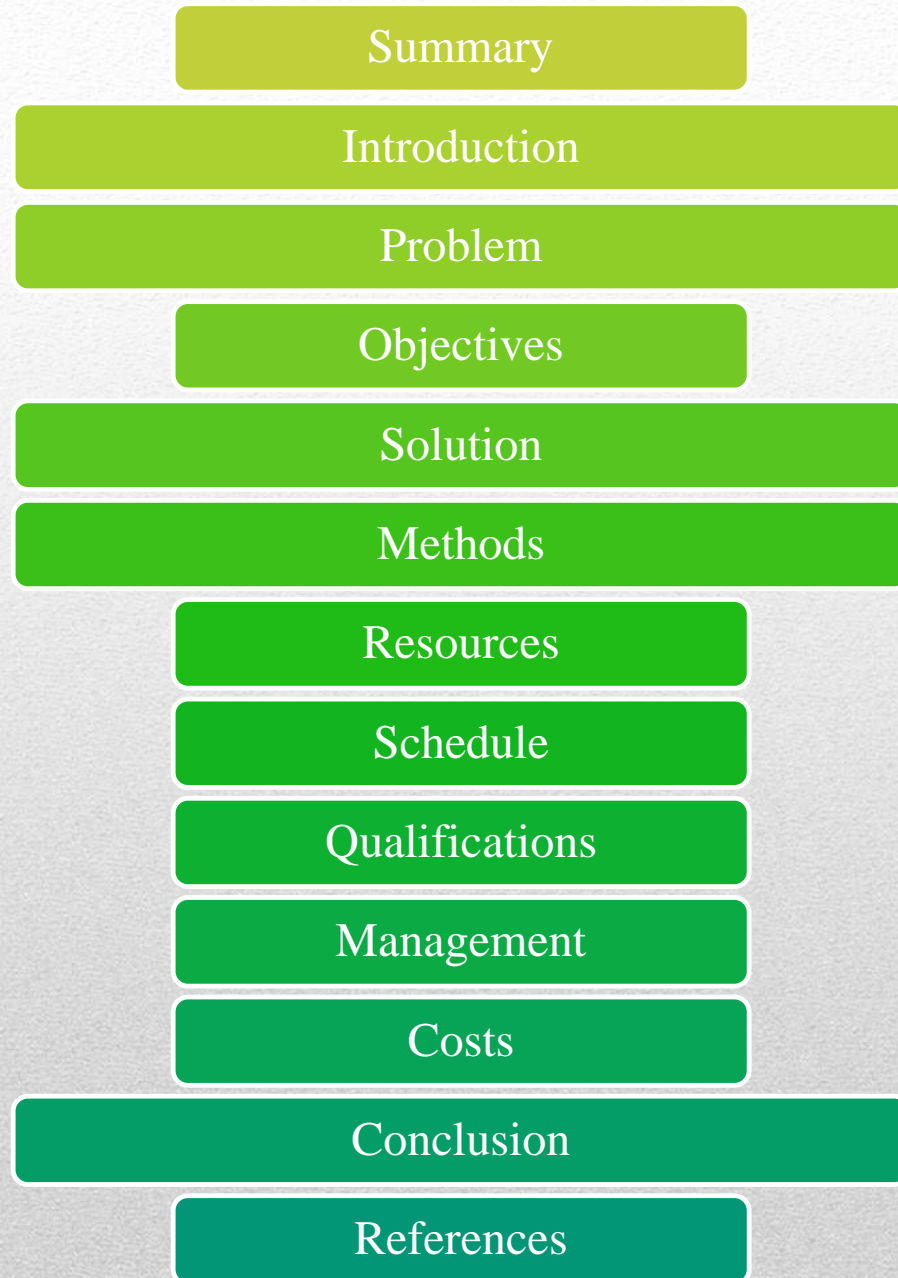 Summary
Introduction
Problem
Objectives
Solution
Methods
Resources
Schedule
Qualifications
Management
Costs
Conclusion
References